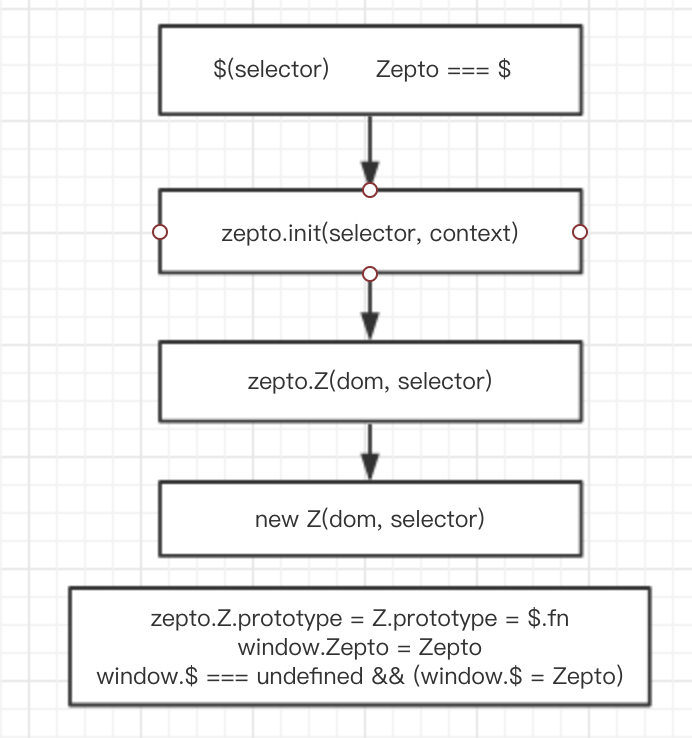 $(selector) Zepto === $
zepto.init(selector, context)
zepto.Z(dom, selector)
new Z(dom, selector)
zepto.Z.prototype = Z.prototype = $.fn
window.Zepto = Zepto
window.$ === undefined && (window.$ = Zepto)